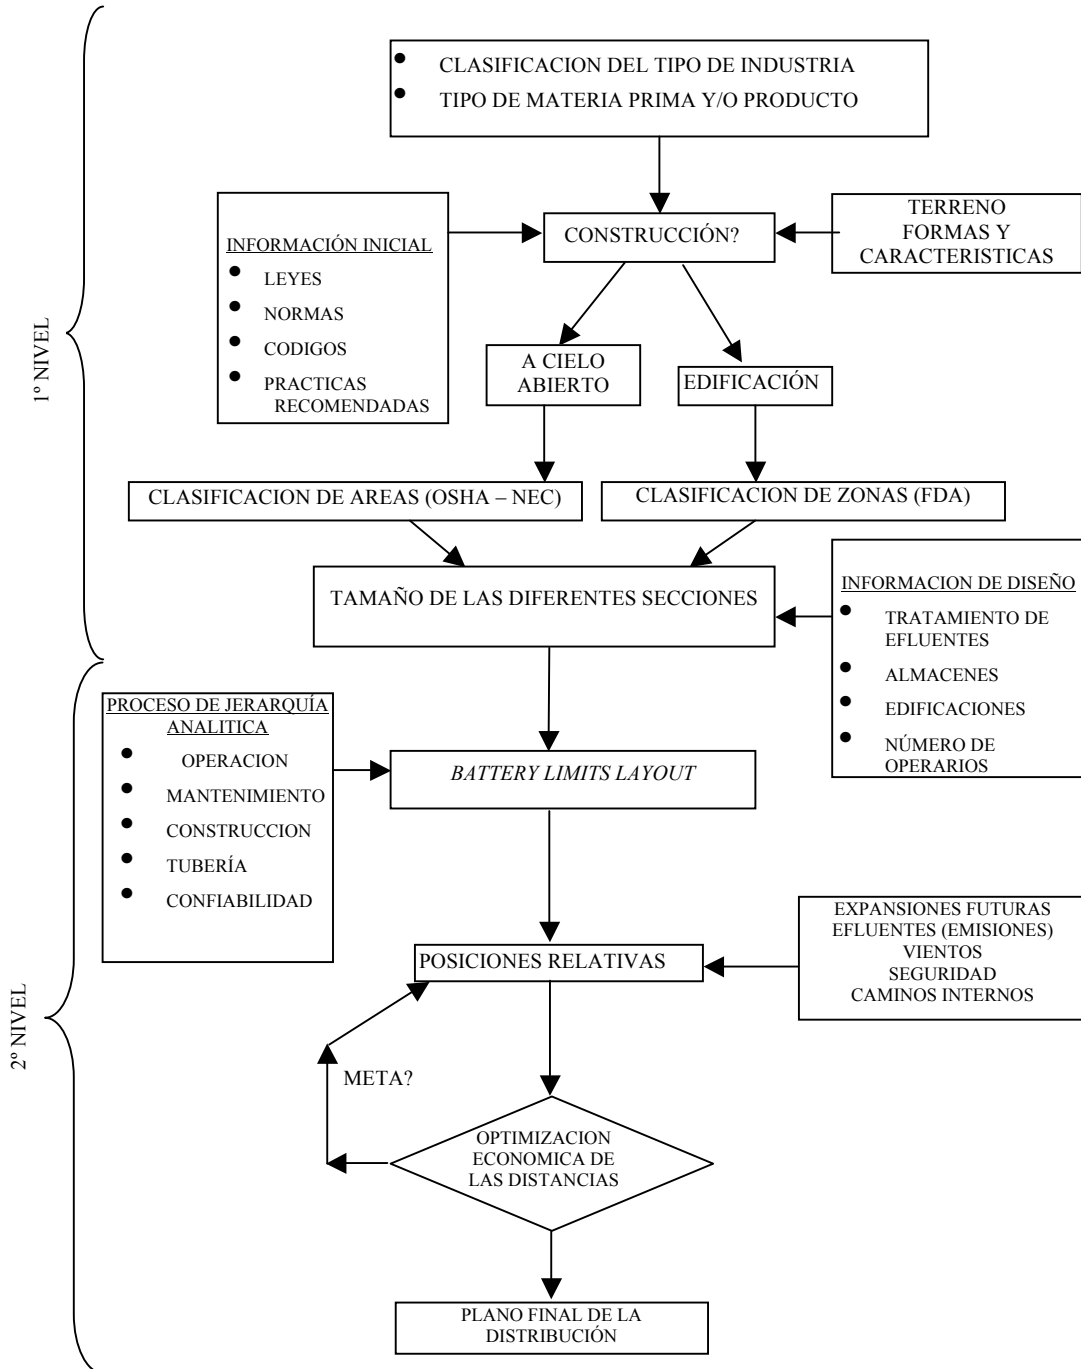 • CLASIFICACION DEL TIPO DE INDUSTRIA
• TIPO DE MATERIA PRIMA Y/O PRODUCTO
1º NIVEL
INFORMACIÓN INICIAL
• LEYES
• NORMAS
• CODIGOS
• PRACTICAS
RECOMENDADAS
CONSTRUCCIÓN?
TERRENO
FORMAS Y
CARACTERISTICAS
A CIELO
ABIERTO
EDIFICACIÓN
CLASIFICACION DE AREAS (OSHA – NEC)
CLASIFICACION DE ZONAS (FDA)
TAMAÑO DE LAS DIFERENTES SECCIONES
INFORMACION DE DISEÑO
• TRATAMIENTO DE
EFLUENTES
• ALMACENES
• EDIFICACIONES
• NÚMERO DE
OPERARIOS
2º NIVEL
PROCESO DE JERARQUÍA
ANALITICA
• OPERACION
• MANTENIMIENTO
• CONSTRUCCION
• TUBERÍA
• CONFIABILIDAD
BATTERY LIMITS LAYOUT
POSICIONES RELATIVAS
EXPANSIONES FUTURAS
EFLUENTES (EMISIONES)
VIENTOS
SEGURIDAD
CAMINOS INTERNOS
META?
OPTIMIZACION
ECONOMICA DE
LAS DISTANCIAS
PLANO FINAL DE LA
DISTRIBUCIÓN